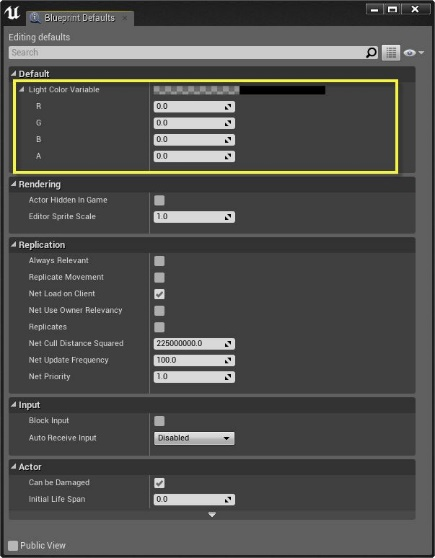 Blueprint Defaults
Editing defaults
Search
Default
Light Color Variable
R 0.0
G 0.0
B 0.0
A 0.0
Rendering
Actor Hidden In Game
Editor Sprite Scale 1.0
Replication
Always Relevant
Replicate Movement
Net Load on Client
Net Use Owner Relevancy
Replicates
Net Cull Distance Squared 225000000.0
Net Update Frequency 100.0
Net Priority 1.0
Input
Block Input
Auto Receive Input Disabled
Actor
Can be Damaged
Initial Life Span 0.0
Public View